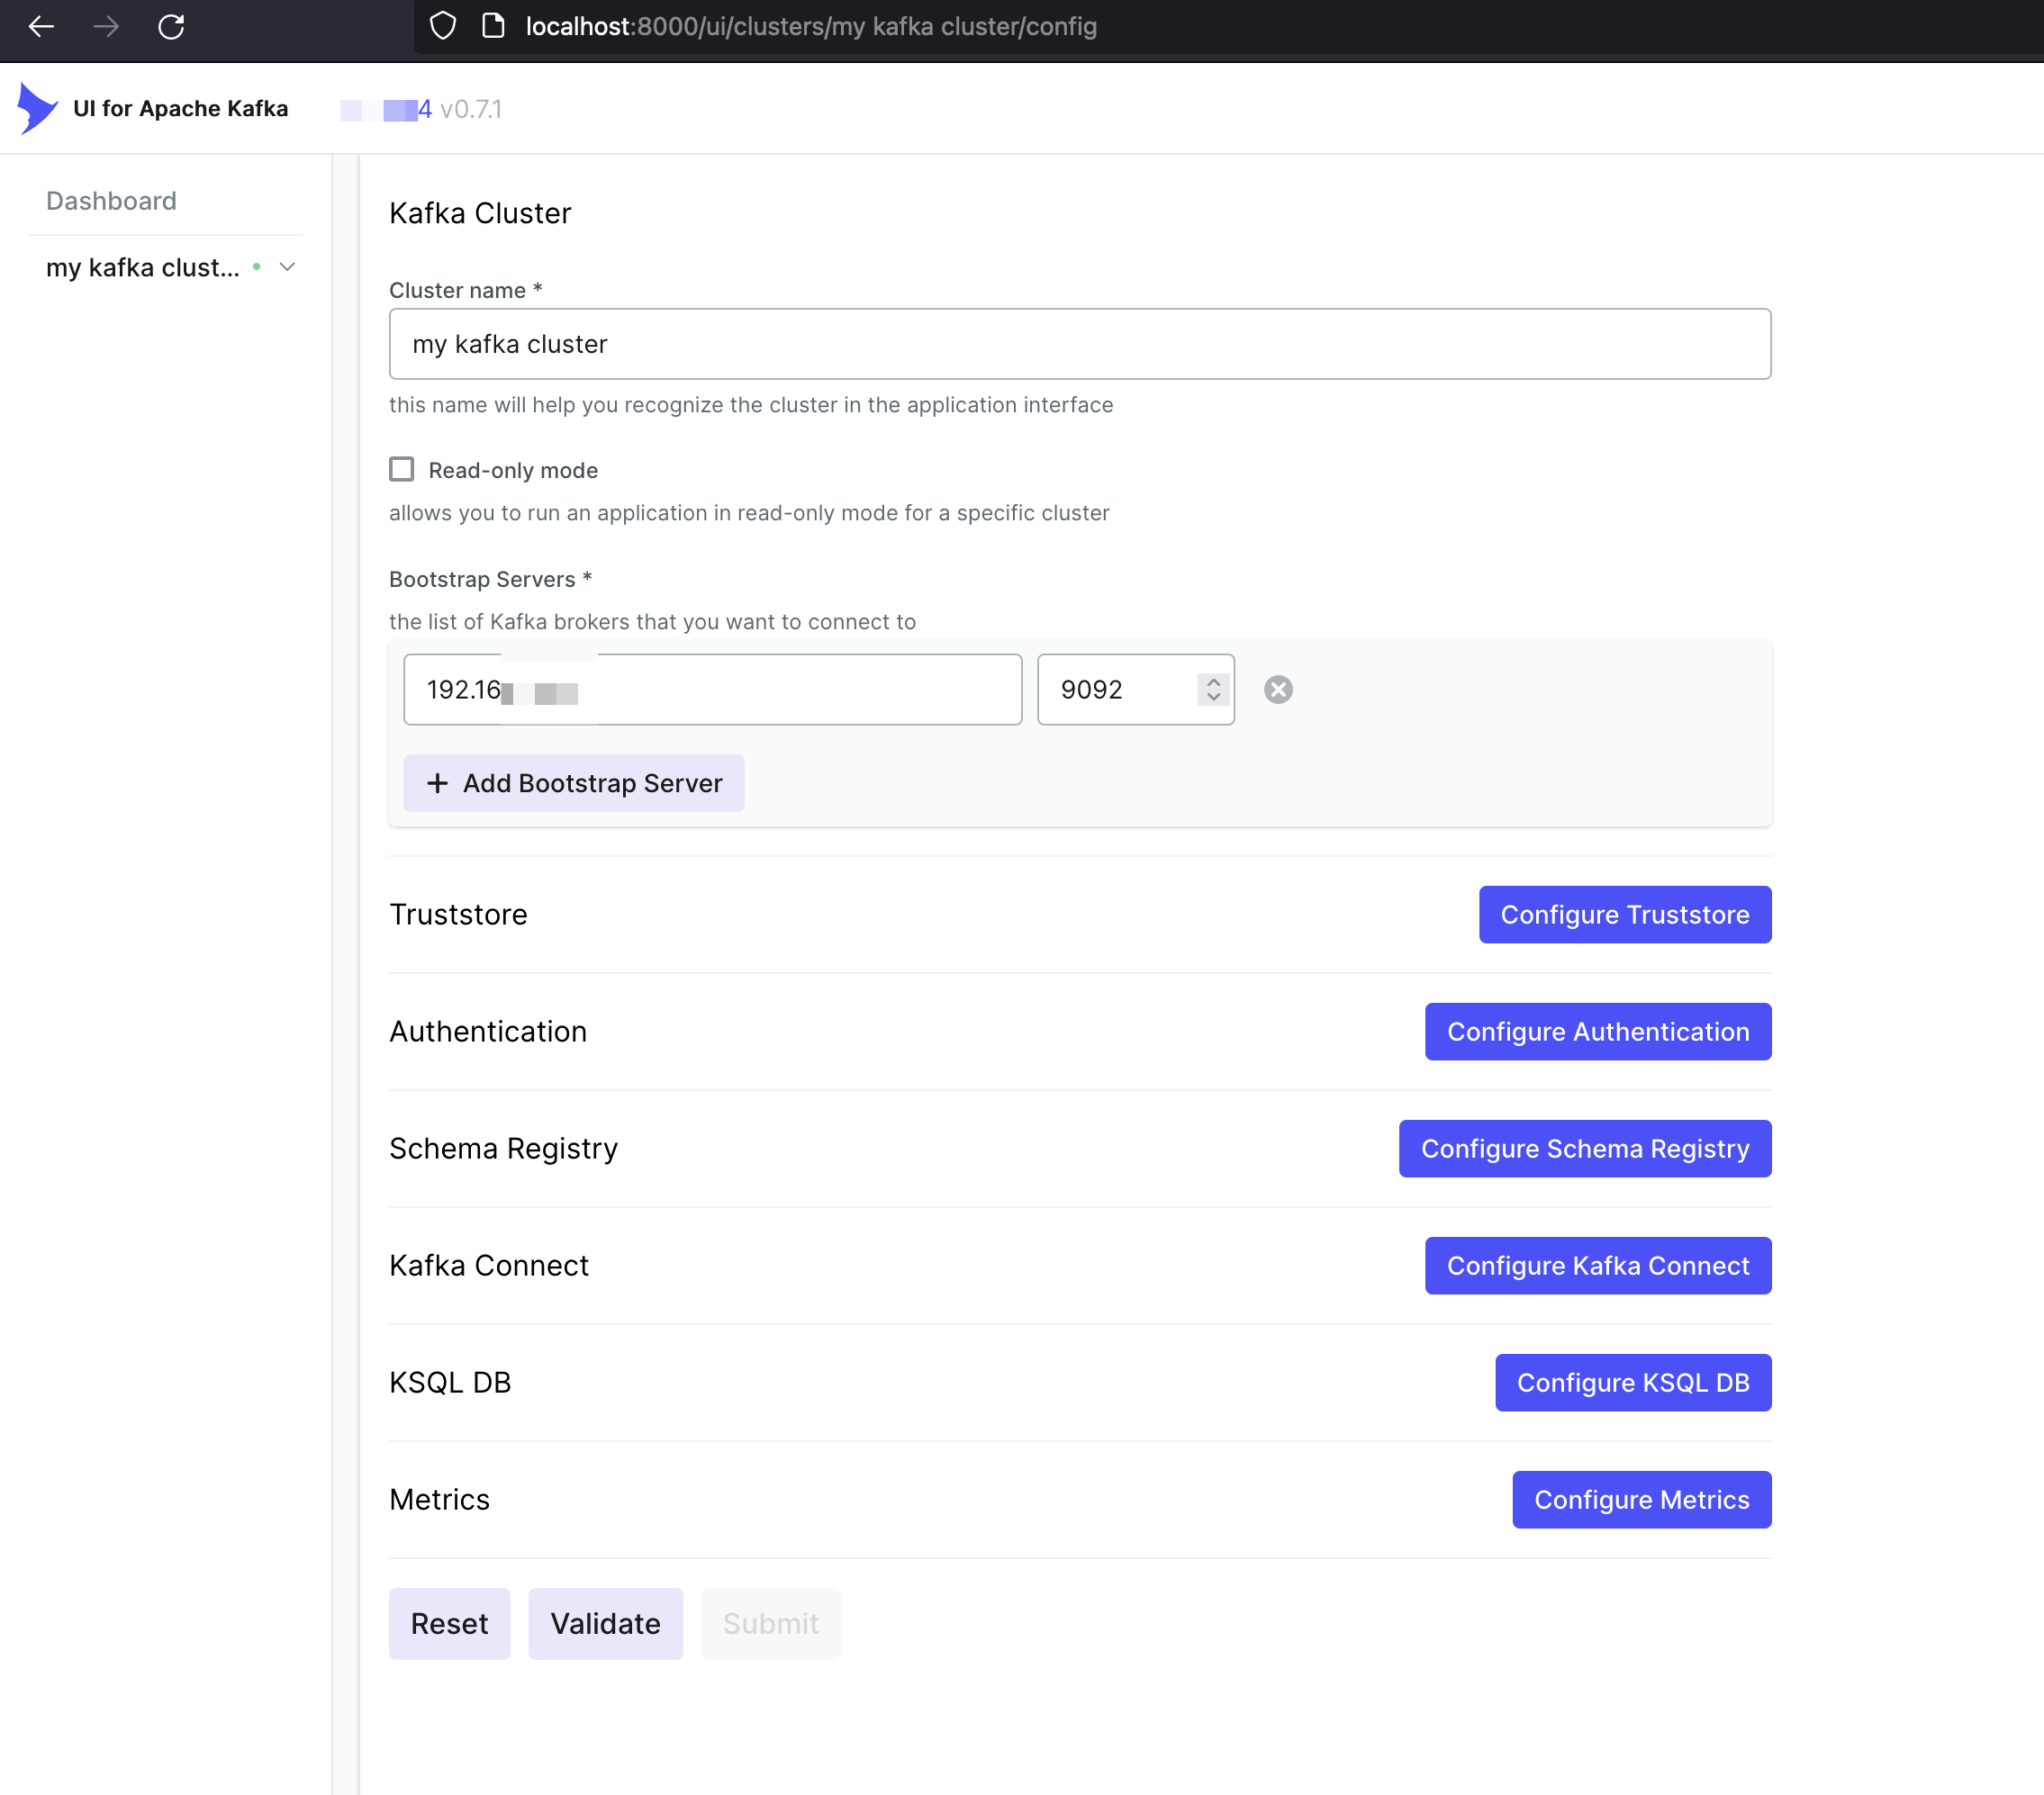 localhost:8000/ui/clusters/my kafka cluster/config
UI for Apache Kafka
4 v0.7.1
Dashboard
my kafka clust...
Kafka Cluster
Cluster name *
my kafka cluster
this name will help you recognize the cluster in the application interface
Read-only mode
allows you to run an application in read-only mode for a specific cluster
Bootstrap Servers *
the list of Kafka brokers that you want to connect to
192.16 9092
+ Add Bootstrap Server
Truststore Configure Truststore
Authentication Configure Authentication
Schema Registry Configure Schema Registry
Kafka Connect Configure Kafka Connect
KSQL DB Configure KSQL DB
Metrics Configure Metrics
Reset Validate Submit